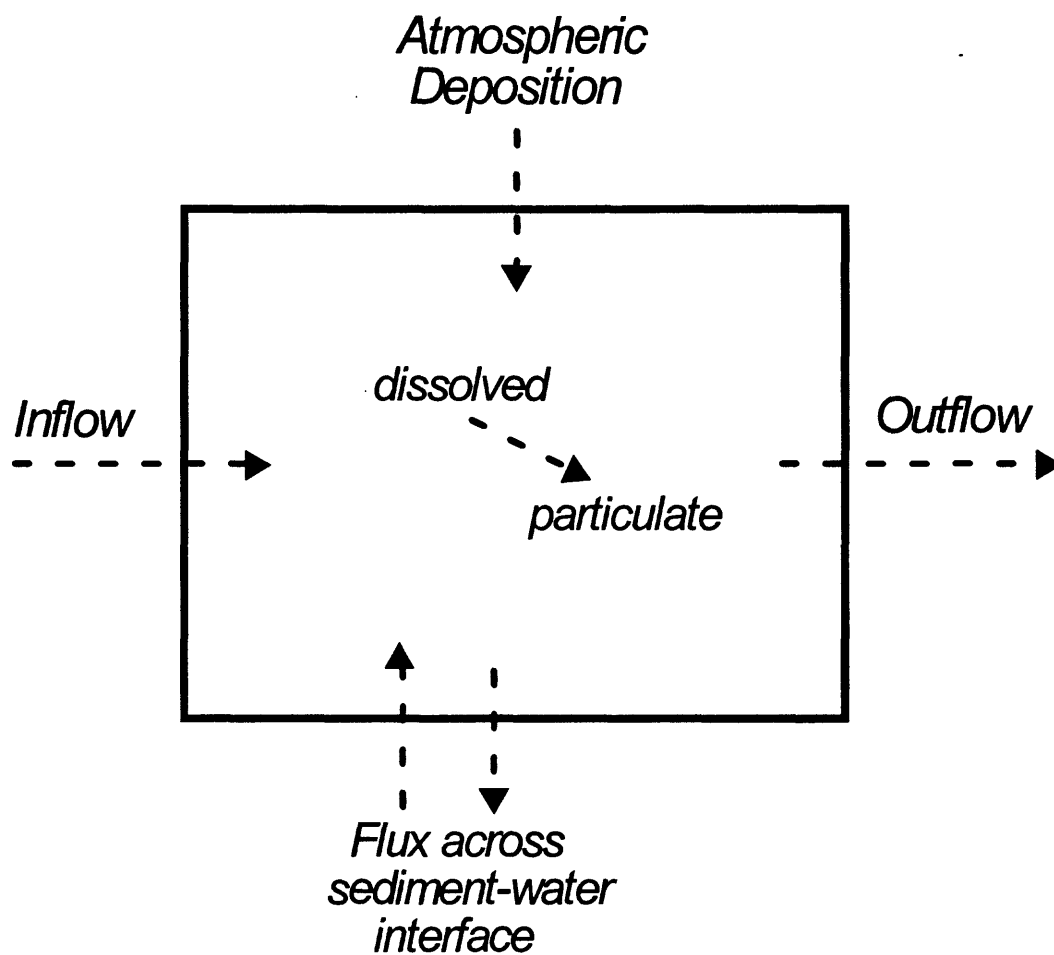 Atmospheric
Deposition
dissolved
Inflow
Outflow
particulate
Flux across
sediment-water
interface